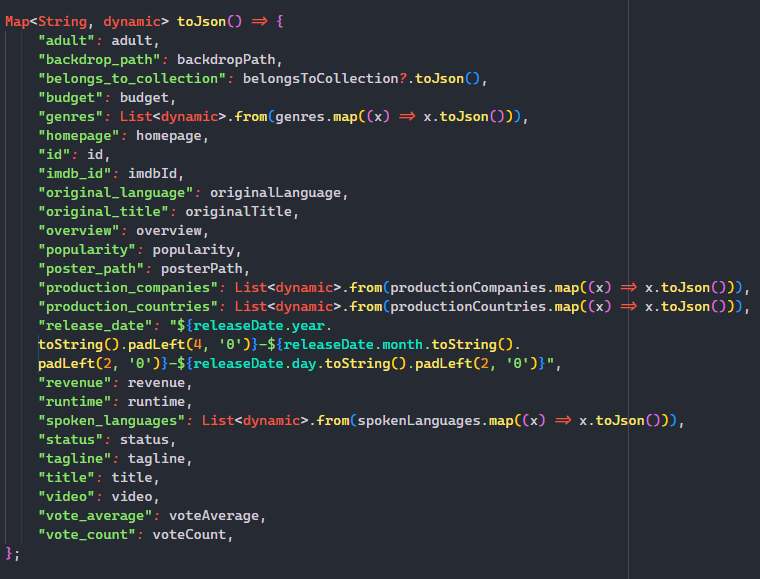 Map<String, dynamic> toJson() => {
"adult": adult,
"backdrop_path": backdropPath,
"belongs_to_collection": belongsToCollection?.toJson(),
"budget": budget,
"genres": List<dynamic>.from(genres.map((x) => x.toJson())),
"homepage": homepage,
"id": id,
"imdb_id": imdbId,
"original_language": originalLanguage,
"original_title": originalTitle,
"overview": overview,
"popularity": popularity,
"poster_path": posterPath,
"production_companies": List<dynamic>.from(productionCompanies.map((x) => x.toJson())),
"production_countries": List<dynamic>.from(productionCountries.map((x) => x.toJson())),
"release_date": "${releaseDate.year.
toString().padLeft(4, '0')}-${releaseDate.month.toString().
padLeft(2, '0')}-${releaseDate.day.toString().padLeft(2, '0')}",
"revenue": revenue,
"runtime": runtime,
"spoken_languages": List<dynamic>.from(spokenLanguages.map((x) => x.toJson())),
"status": status,
"tagline": tagline,
"title": title,
"video": video,
"vote_average": voteAverage,
"vote_count": voteCount,
};